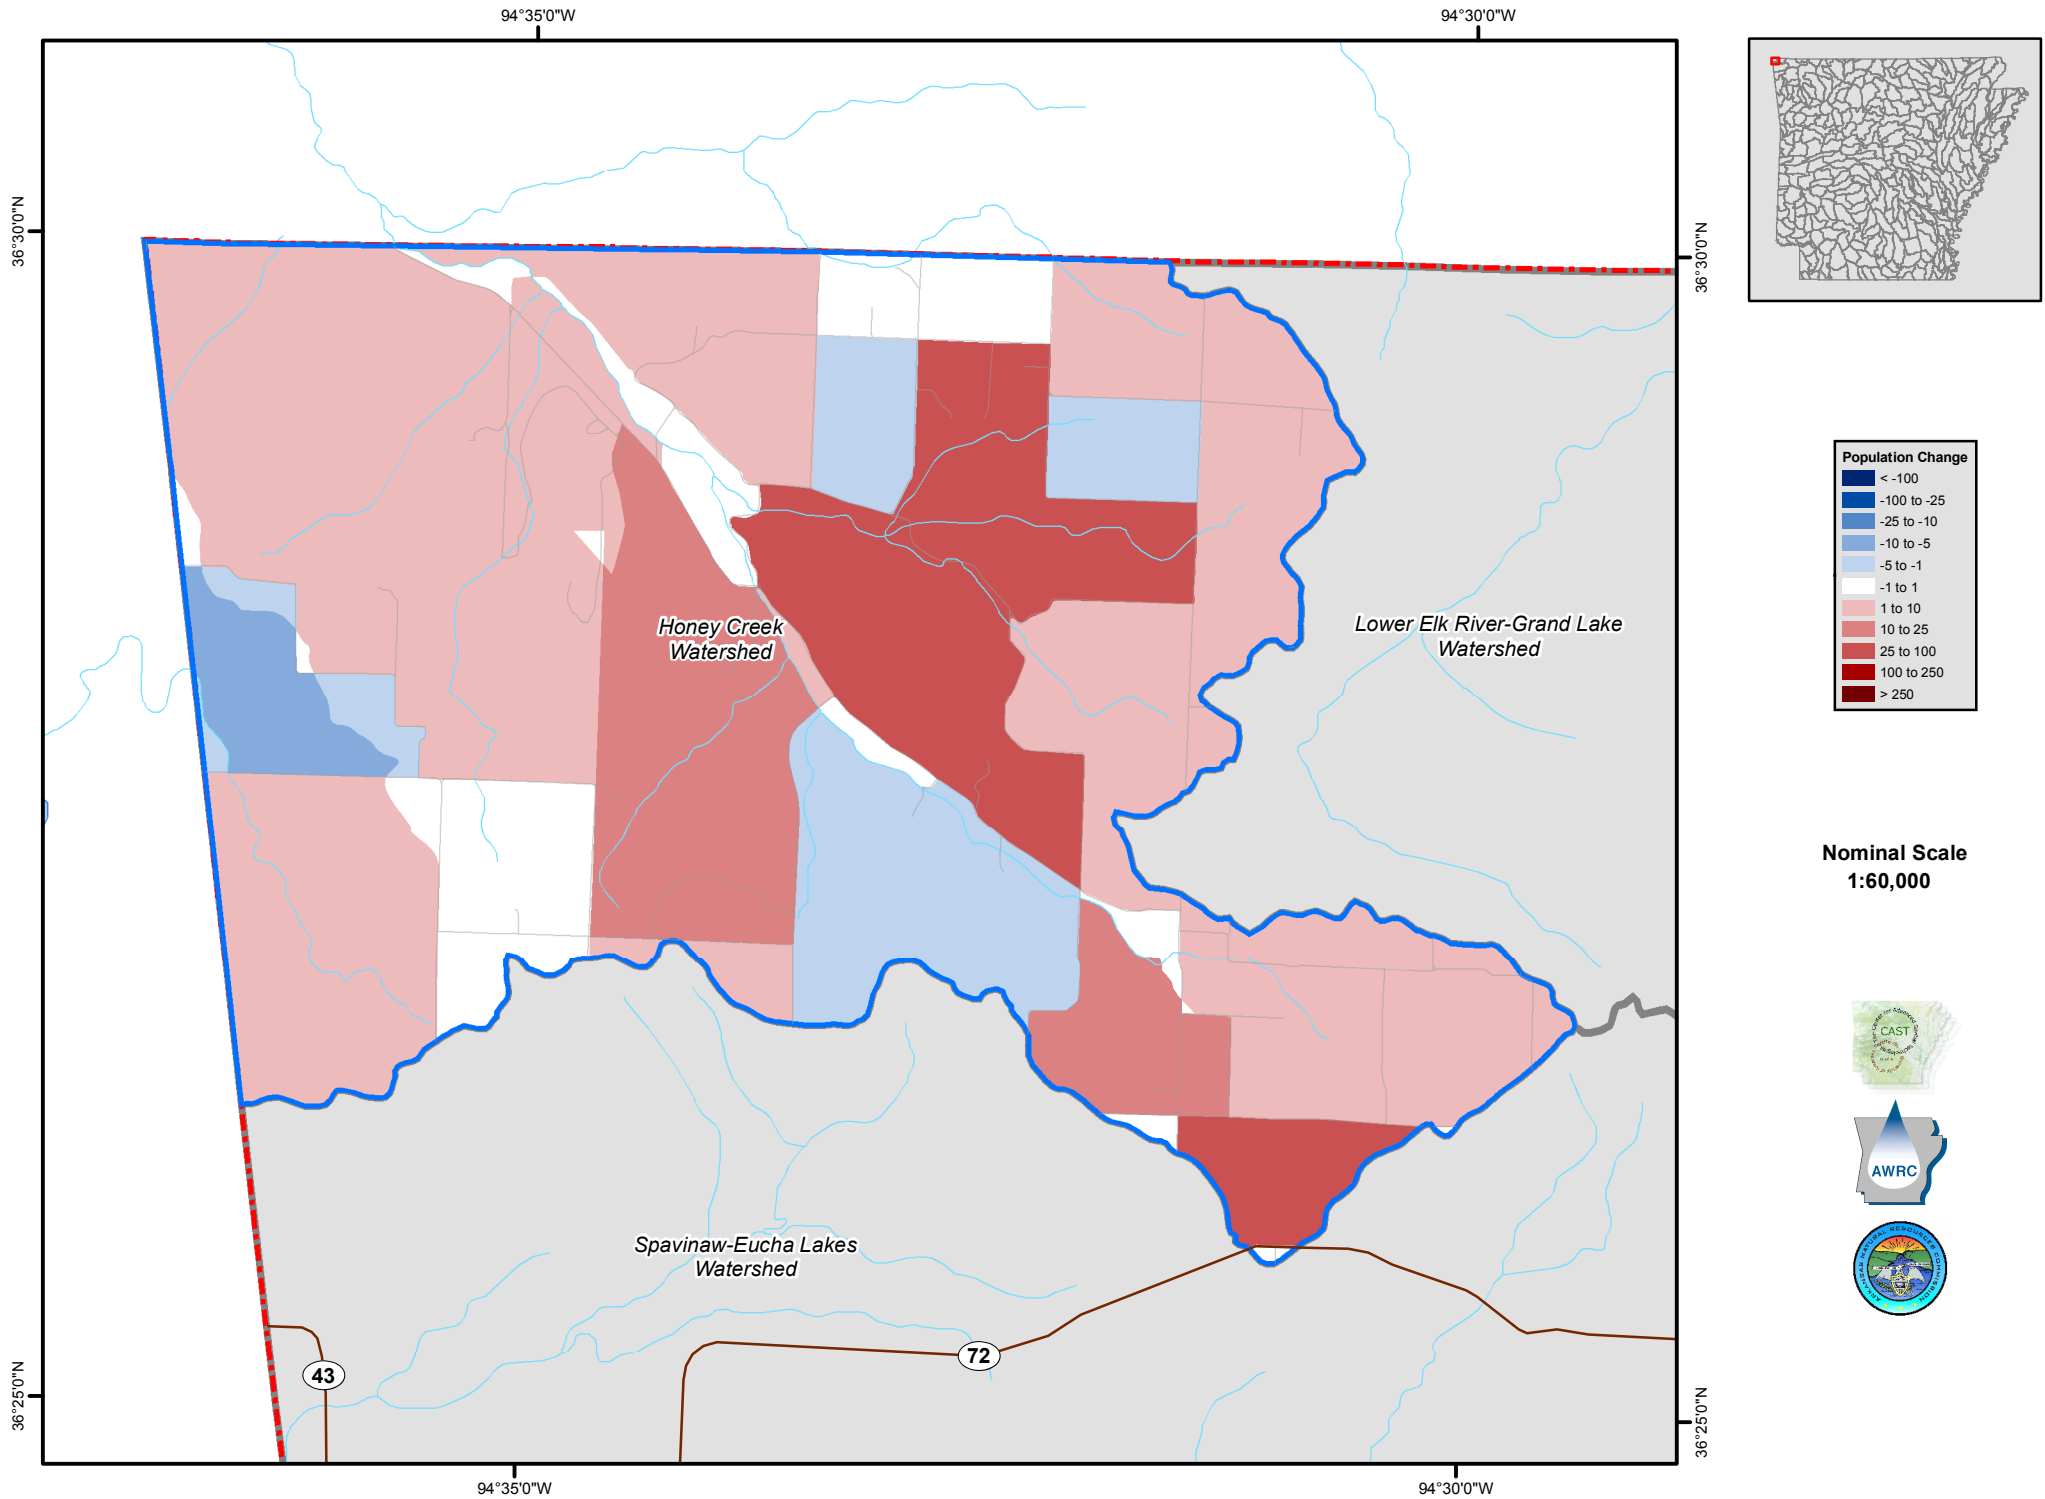 94°35'0"W
94°30'0"W
36°30'0"N
36°30'0"N
Population Change
< -100
-100 to -25
-25 to -10
-10 to -5
-5 to -1
-1 to 1
1 to 10
10 to 25
25 to 100
100 to 250
> 250
Honey Creek
Watershed
Lower Elk River-Grand Lake
Watershed
Nominal Scale
1:60,000
CAST
AWRC
Spavinaw-Eucha Lakes
Watershed
ARKANSAS NATURAL RESOURCES COMMISSION
72
43
36°25'0"N
36°25'0"N
94°35'0"W
94°30'0"W